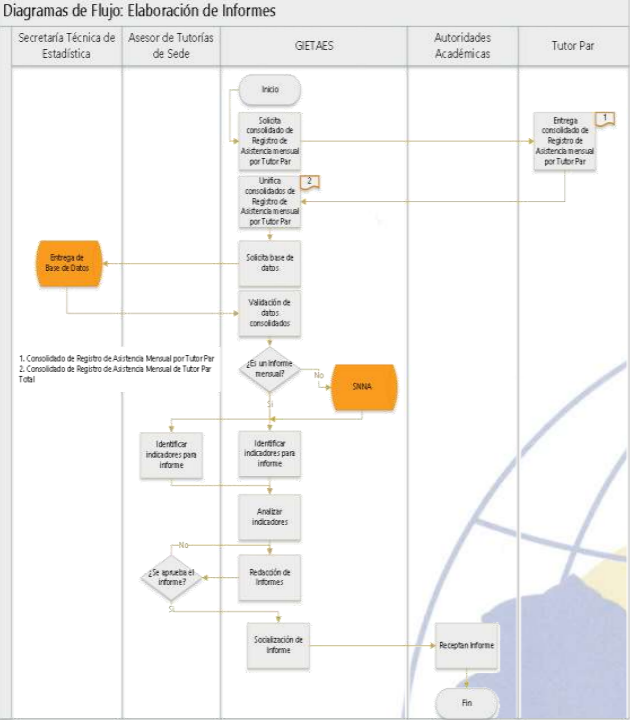 Diagramas de Flujo: Elaboración de Informes
Secretaría Técnica de
Estadística
Asesor de Tutorías
de Sede
GIETAES
Autoridades
Académicas
Tutor Par
Inicio
Solicita
consolidado de
Registro de
Asistencia mensual
por Tutor Par
Entrega
consolidado de
Registro de
Asistencia mensual
por Tutor Par
1
Unifica
consolidados de
Registro de
Asistencia mensual
por Tutor Par
2
Entrega de
Base de Datos
Solicita base de
datos
Validación de
datos
consolidados
1. Consolidado de Registro de Asistencia Mensual por Tutor Par
2. Consolidado de Registro de Asistencia Mensual de Tutor Par
Total
¿Es un informe
mensual?
No
SNNA
Si
Identificar
indicadores para
informe
Identificar
indicadores para
informe
Analizar
indicadores
No
¿Se aprueba el
informe?
Redacción de
Informes
Si
Socialización de
Informe
Receptan Informe
Fin